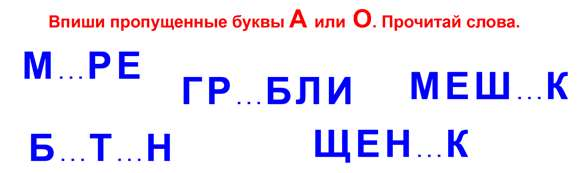 Впиши пропущенные буквы А или О. Прочитай слова.
М...РЕ
ГР...БЛИ
МЕШ...К
Б...Т...Н
ЩЕН...К